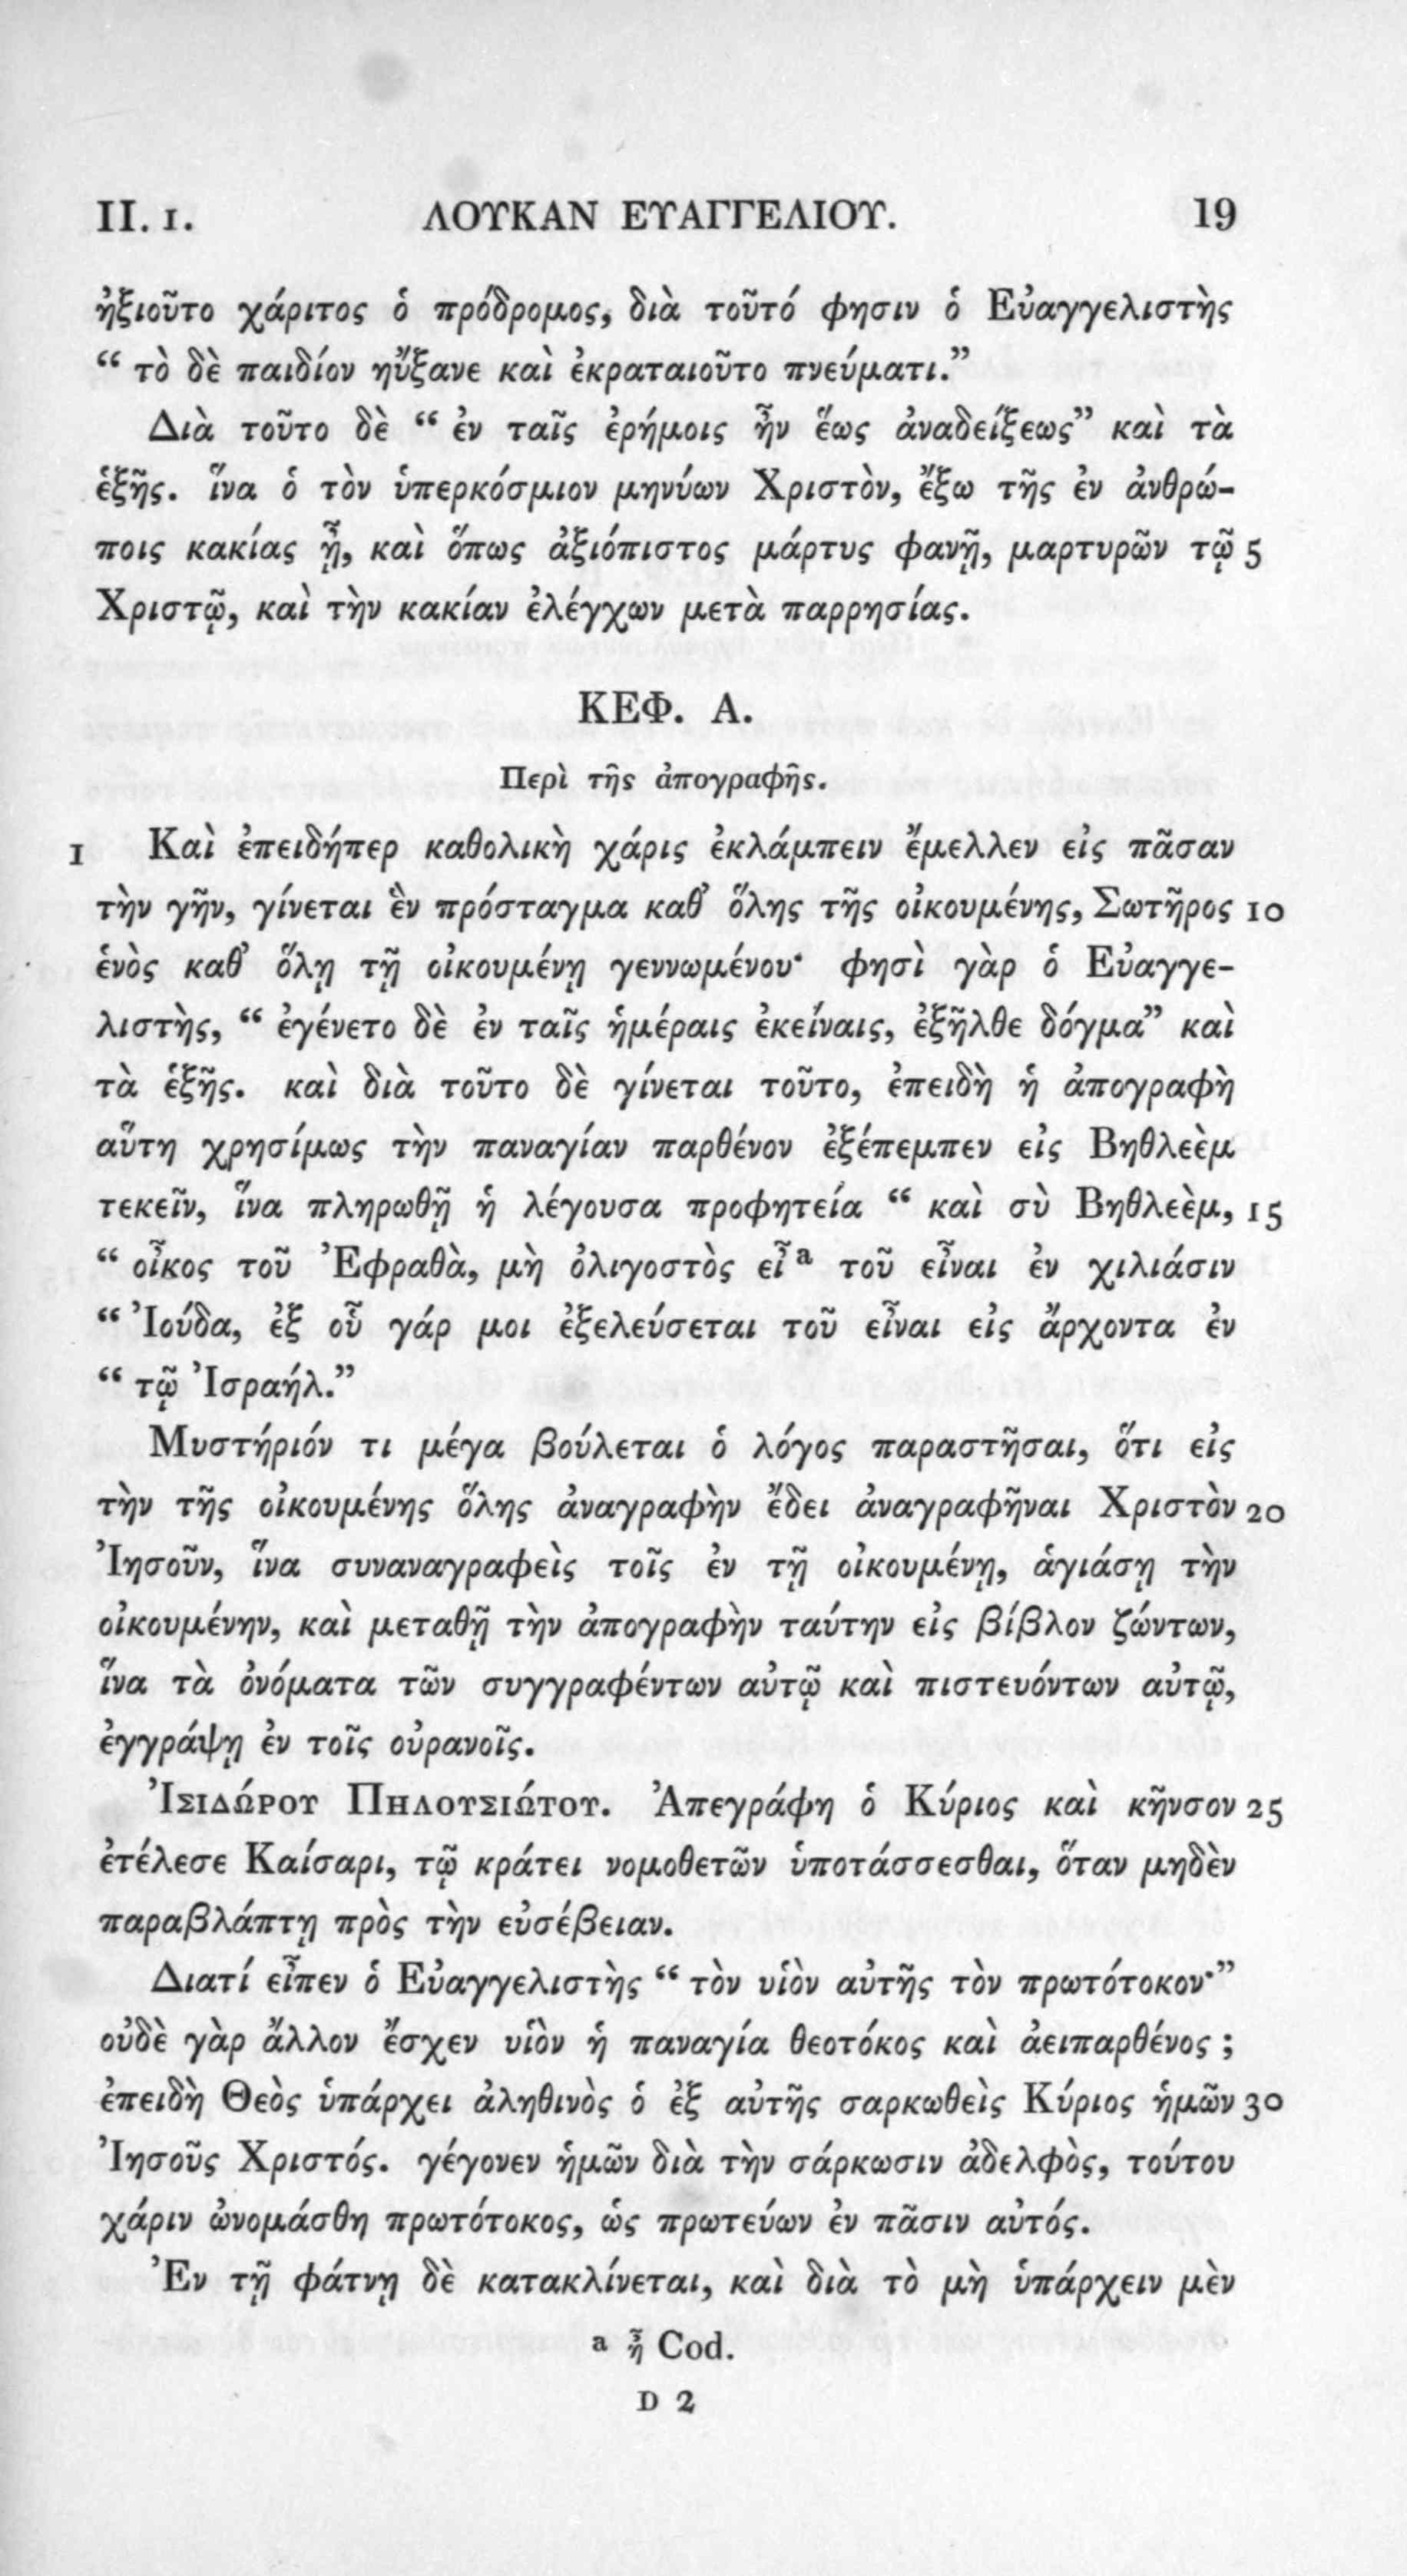 II. 1. ΛΟΥΚΑΝ ΕΥΑΓΓΕΛΙΟΥ. 19
ἠξιοῦτο χάριτος ὁ πρόδρομος, διὰ τοῦτό φησιν ὁ Εὐαγγελιστὴς
“ τὸ δὲ παιδίον ηὔξανε καὶ ἐκραταιοῦτο πνεύματι.”
Διὰ τοῦτο δὲ “ ἐν ταῖς ἐρήμοις ἦν ἕως ἀναδείξεως” καὶ τὰ
ἑξῆς. ἵνα ὁ τὸν ὑπερκόσμιον μηνύων Χριστὸν, ἔξω τῆς ἐν ἀνθρώ-
ποις κακίας ᾖ, καὶ ὅπως ἀξιόπιστος μάρτυς φανῇ, μαρτυρῶν τῷ 5
Χριστῷ, καὶ τὴν κακίαν ἐλέγχων μετὰ παρρησίας.
ΚΕΦ. Α.
Περὶ τῆς ἀπογραφῆς.
1 Καὶ ἐπειδήπερ καθολικὴ χάρις ἐκλάμπειν ἔμελλεν εἰς πᾶσαν
τὴν γῆν, γίνεται ἓν πρόσταγμα καθ’ ὅλης τῆς οἰκουμένης, Σωτῆρος 10
ἑνὸς καθ’ ὅλῃ τῇ οἰκουμένῃ γεννωμένου· φησὶ γὰρ ὁ Εὐαγγε-
λιστὴς, “ ἐγένετο δὲ ἐν ταῖς ἡμέραις ἐκείναις, ἐξῆλθε δόγμα” καὶ
τὰ ἑξῆς. καὶ διὰ τοῦτο δὲ γίνεται τοῦτο, ἐπειδὴ ἡ ἀπογραφὴ
αὕτη χρησίμως τὴν παναγίαν παρθένον ἐξέπεμπεν εἰς Βηθλεὲμ
τεκεῖν, ἵνα πληρωθῇ ἡ λέγουσα προφητεία “ καὶ σὺ Βηθλεὲμ, 15
“ οἶκος τοῦ Ἐφραθὰ, μὴ ὀλιγοστὸς εἶ a τοῦ εἶναι ἐν χιλιάσιν
“ Ἰούδα, ἐξ οὗ γάρ μοι ἐξελεύσεται τοῦ εἶναι εἰς ἄρχοντα ἐν
“ τῷ Ἰσραήλ.”
Μυστήριόν τι μέγα βούλεται ὁ λόγος παραστῆσαι, ὅτι εἰς
τὴν τῆς οἰκουμένης ὅλης ἀναγραφὴν ἔδει ἀναγραφῆναι Χριστὸν 20
Ἰησοῦν, ἵνα συναναγραφεὶς τοῖς ἐν τῇ οἰκουμένῃ, ἁγιάσῃ τὴν
οἰκουμένην, καὶ μεταθῇ τὴν ἀπογραφὴν ταύτην εἰς βίβλον ζώντων,
ἵνα τὰ ὀνόματα τῶν συγγραφέντων αὐτῷ καὶ πιστευόντων αὐτῷ,
ἐγγράψῃ ἐν τοῖς οὐρανοῖς.
Ἰσιδώρου Πηλουσιώτου. Ἀπεγράφη ὁ Κύριος καὶ κῆνσον 25
ἐτέλεσε Καίσαρι, τῷ κράτει νομοθετῶν ὑποτάσσεσθαι, ὅταν μηδὲν
παραβλάπτῃ πρὸς τὴν εὐσέβειαν.
Διατί εἶπεν ὁ Εὐαγγελιστὴς “ τὸν υἱὸν αὐτῆς τὸν πρωτότοκον·”
οὐδὲ γὰρ ἄλλον ἔσχεν υἱὸν ἡ παναγία θεοτόκος καὶ ἀειπαρθένος ;
ἐπειδὴ Θεὸς ὑπάρχει ἀληθινὸς ὁ ἐξ αὐτῆς σαρκωθεὶς Κύριος ἡμῶν 30
Ἰησοῦς Χριστός. γέγονεν ἡμῶν διὰ τὴν σάρκωσιν ἀδελφὸς, τούτου
χάριν ὠνομάσθη πρωτότοκος, ὡς πρωτεύων ἐν πᾶσιν αὐτός.
Ἐν τῇ φάτνῃ δὲ κατακλίνεται, καὶ διὰ τὸ μὴ ὑπάρχειν μὲν
a ἦ Cod.
D 2